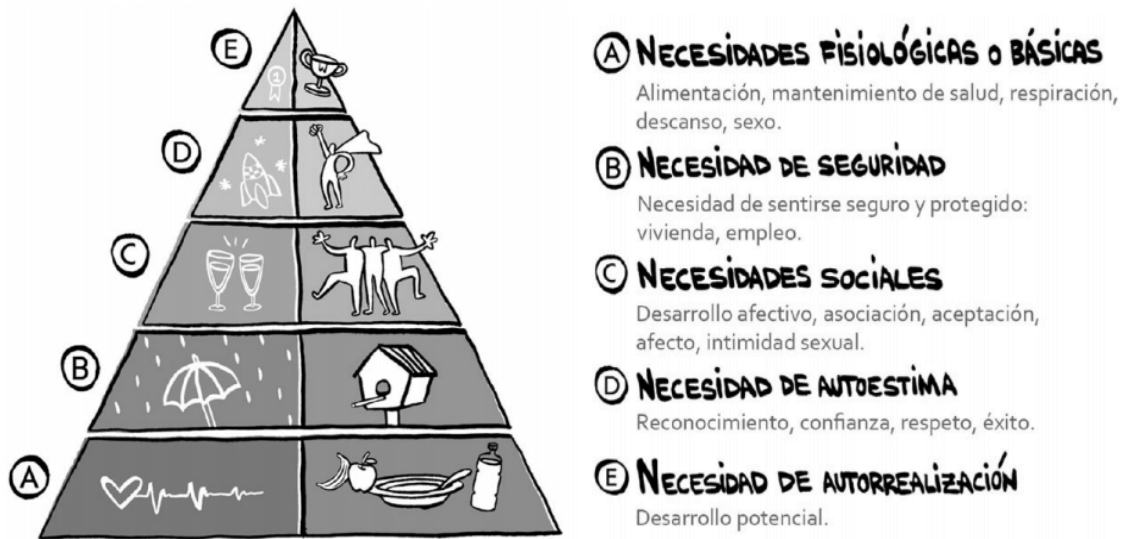 E
D
C
B
A
1
A NECESIDADES FISIOLÓGICAS O BÁSICAS
Alimentación, mantenimiento de salud, respiración,
descanso, sexo.
B NECESIDAD DE SEGURIDAD
Necesidad de sentirse seguro y protegido:
vivienda, empleo.
C NECESIDADES SOCIALES
Desarrollo afectivo, asociación, aceptación,
afecto, intimidad sexual.
D NECESIDAD DE AUTOESTIMA
Reconocimiento, confianza, respeto, éxito.
E NECESIDAD DE AUTORREALIZACIÓN
Desarrollo potencial.